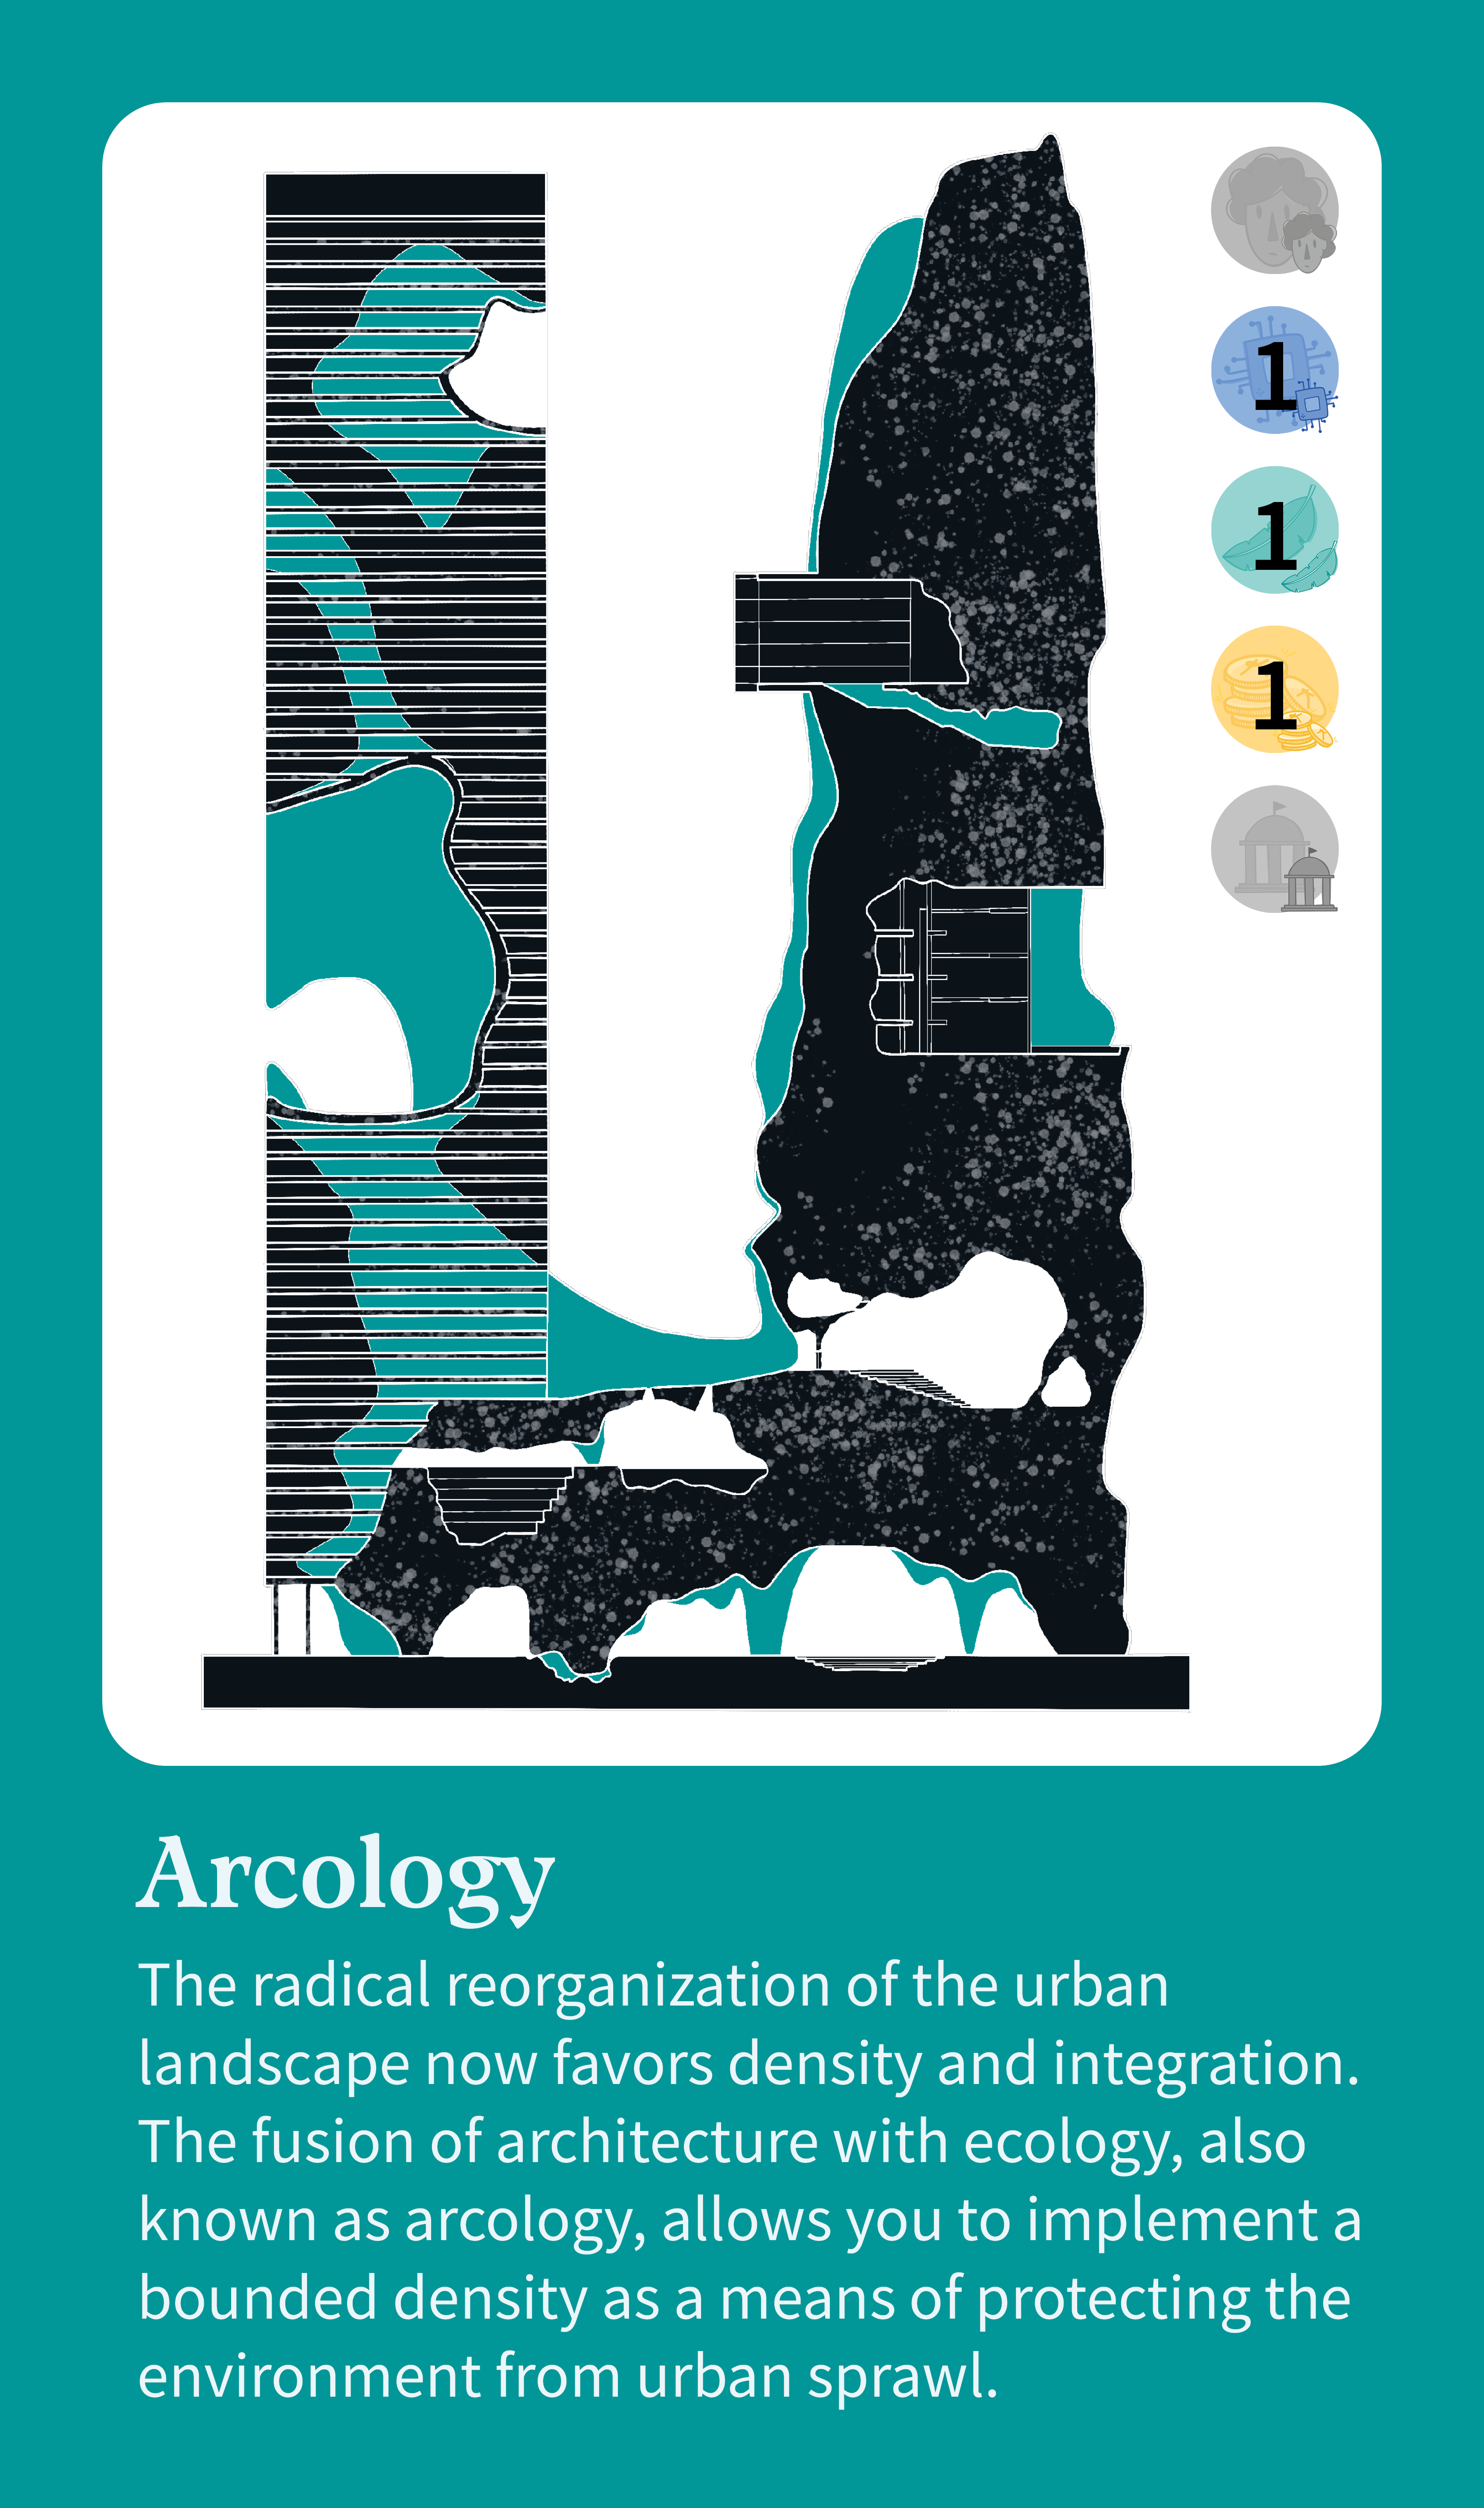 1
1
1
Arcology
The radical reorganization of the urban
landscape now favors density and integration.
The fusion of architecture with ecology, also
known as arcology, allows you to implement a
bounded density as a means of protecting the
environment from urban sprawl.